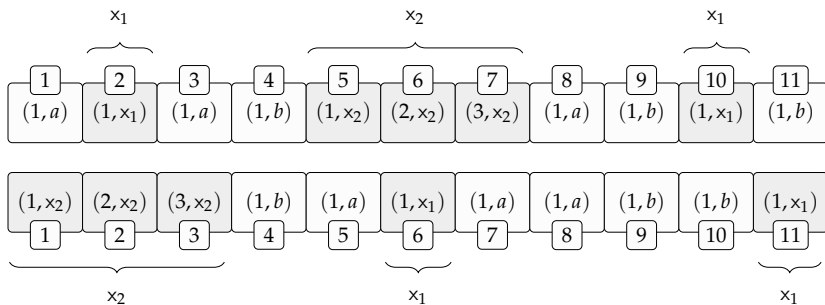 x₁ x₂ x₁
1 2 3 4 5 6 7 8 9 10 11
(1, a) (1, x₁) (1, a) (1, b) (1, x₂) (2, x₂) (3, x₂) (1, a) (1, b) (1, x₁) (1, b)
(1, x₂) (2, x₂) (3, x₂) (1, b) (1, a) (1, x₁) (1, a) (1, a) (1, b) (1, b) (1, x₁)
1 2 3 4 5 6 7 8 9 10 11
x₂ x₁ x₁